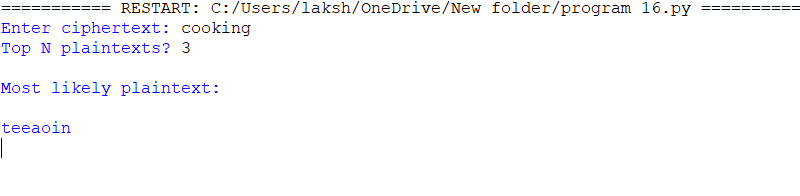 =========== RESTART: C:/Users/laksh/OneDrive/New folder/program 16.py ==========
Enter ciphertext: cooking
Top N plaintexts? 3
Most likely plaintext:
teeaoin